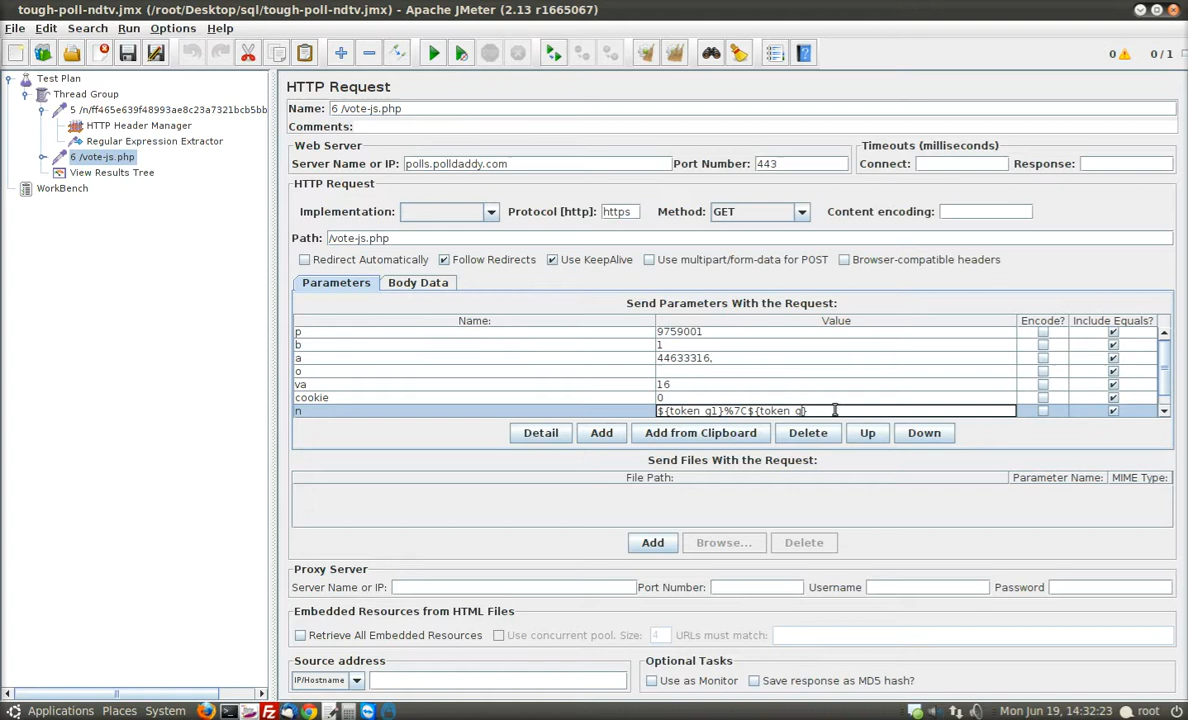 tough-poll-ndtv.jmx (/root/Desktop/sql/tough-poll-ndtv.jmx) - Apache JMeter (2.13 r1665067)
File Edit Search Run Options Help
0 0 / 1
Test Plan
Thread Group
5 /n/ff465e639f48993ae8c23a7321bcb5bb
HTTP Header Manager
Regular Expression Extractor
6 /vote-js.php
View Results Tree
WorkBench
HTTP Request
Name: 6 /vote-js.php
Comments:
Web Server
Server Name or IP: polls.polldaddy.com Port Number: 443
Timeouts (milliseconds)
Connect: Response:
HTTP Request
Implementation: Protocol [http]: https Method: GET Content encoding:
Path: /vote-js.php
Redirect Automatically Follow Redirects Use KeepAlive Use multipart/form-data for POST Browser-compatible headers
Parameters Body Data
Send Parameters With the Request:
Name: Value Encode? Include Equals?
p 9759001
b 1
a 44633316,
o
va 16
cookie 0
n ${token_g1}%7C${token_g}
Detail Add Add from Clipboard Delete Up Down
Send Files With the Request:
File Path: Parameter Name: MIME Type:
Add Browse... Delete
Proxy Server
Server Name or IP: Port Number: Username Password
Embedded Resources from HTML Files
Retrieve All Embedded Resources Use concurrent pool. Size: 4 URLs must match:
Source address
IP/Hostname
Optional Tasks
Use as Monitor Save response as MD5 hash?
Applications Places System Mon Jun 19, 14:32:23 root